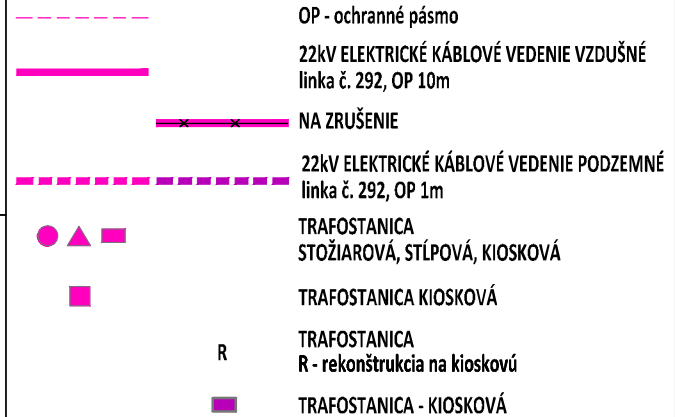 OP - ochranné pásmo
22kV ELEKTRICKÉ KÁBLOVÉ VEDENIE VZDUŠNÉ
linka č. 292, OP 10m
NA ZRUŠENIE
22kV ELEKTRICKÉ KÁBLOVÉ VEDENIE PODZEMNÉ
linka č. 292, OP 1m
TRAFOSTANICA
STOŽIAROVÁ, STĹPOVÁ, KIOSKOVÁ
TRAFOSTANICA KIOSKOVÁ
TRAFOSTANICA
R
R - rekonštrukcia na kioskovú
TRAFOSTANICA - KIOSKOVÁ